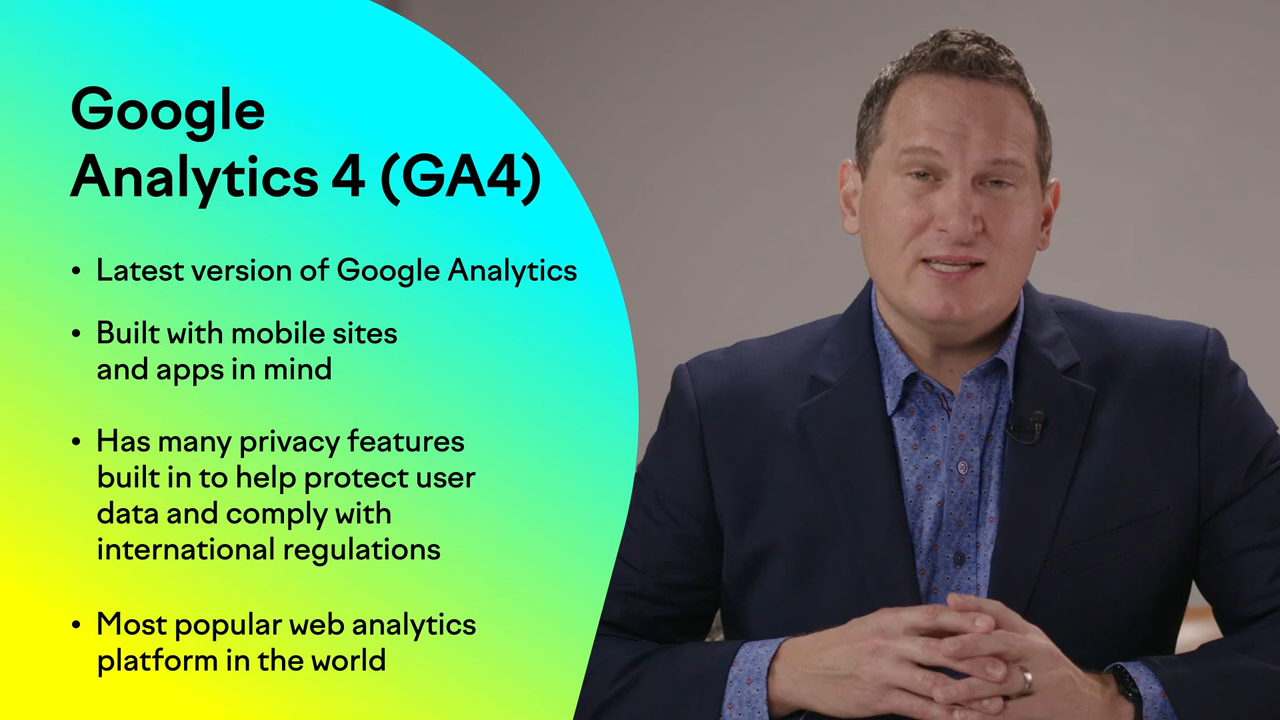 Google
Analytics 4 (GA4)
• Latest version of Google Analytics
• Built with mobile sites
and apps in mind
• Has many privacy features
built in to help protect user
data and comply with
international regulations
• Most popular web analytics
platform in the world